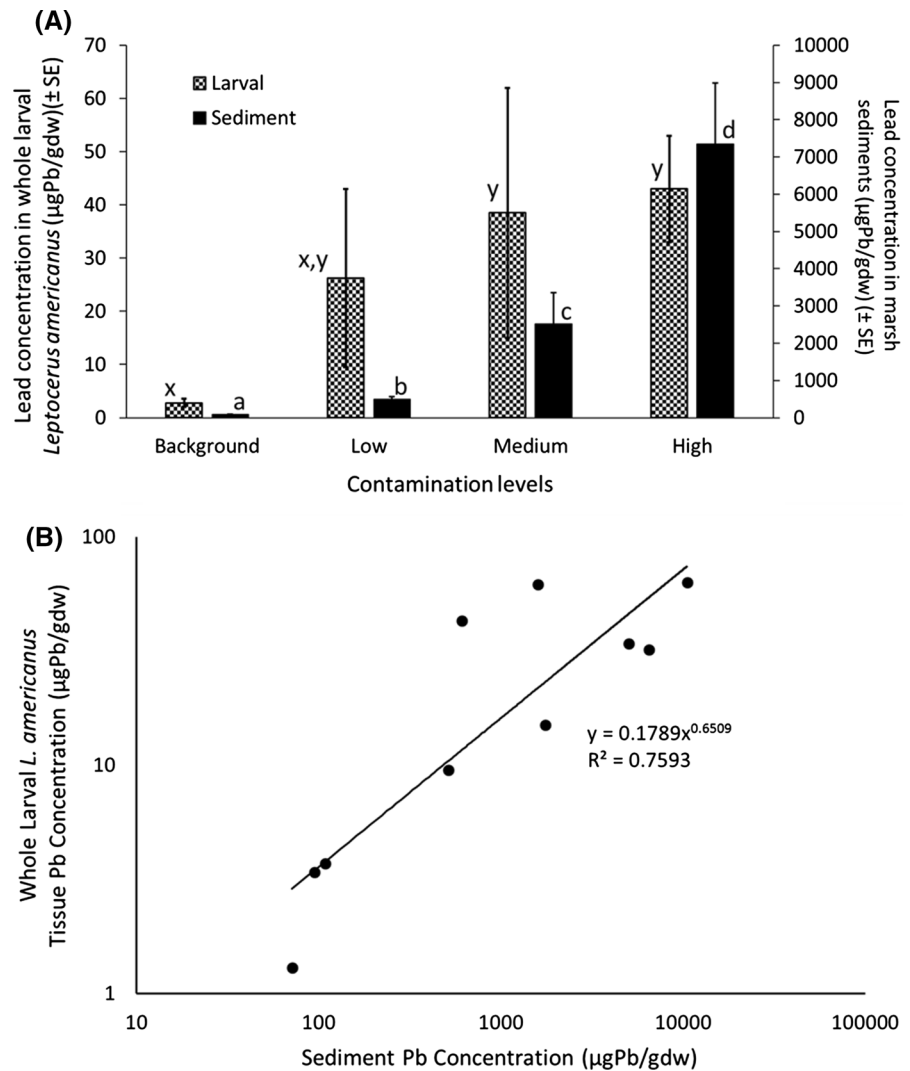 (A)
Lead concentration in whole larval
Leptocerus americanus (µgPb/gdw)(± SE)
70
60
50
40
30
20
10
0
Larval
Sediment
x
a
x,y
b
y
c
y
d
10000
9000
8000
7000
6000
5000
4000
3000
2000
1000
0
Lead concentration in marsh
sediments (µgPb/gdw) (± SE)
Background
Low
Medium
High
Contamination levels
(B)
Whole Larval L. americanus
Tissue Pb Concentration (µgPb/gdw)
100
10
1
y = 0.1789x^0.6509
R² = 0.7593
10
100
1000
10000
100000
Sediment Pb Concentration (µgPb/gdw)